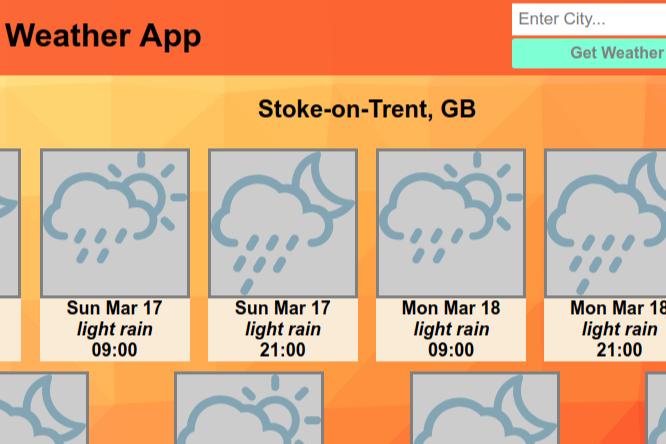 Weather App
Enter City...
Get Weather
Stoke-on-Trent, GB
Sun Mar 17
light rain
09:00
Sun Mar 17
light rain
21:00
Mon Mar 18
light rain
09:00
Mon Mar 18
light rain
21:00